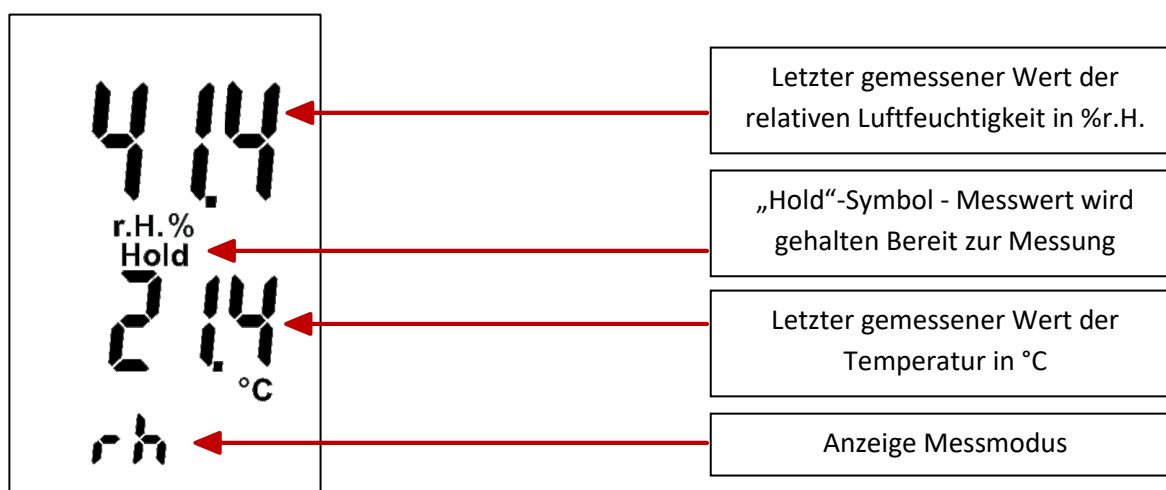 41.4
Letzter gemessener Wert der
relativen Luftfeuchtigkeit in %r.H.
r.H.%
Hold
„Hold“-Symbol - Messwert wird
gehalten Bereit zur Messung
21.4
°C
Letzter gemessener Wert der
Temperatur in °C
rh
Anzeige Messmodus